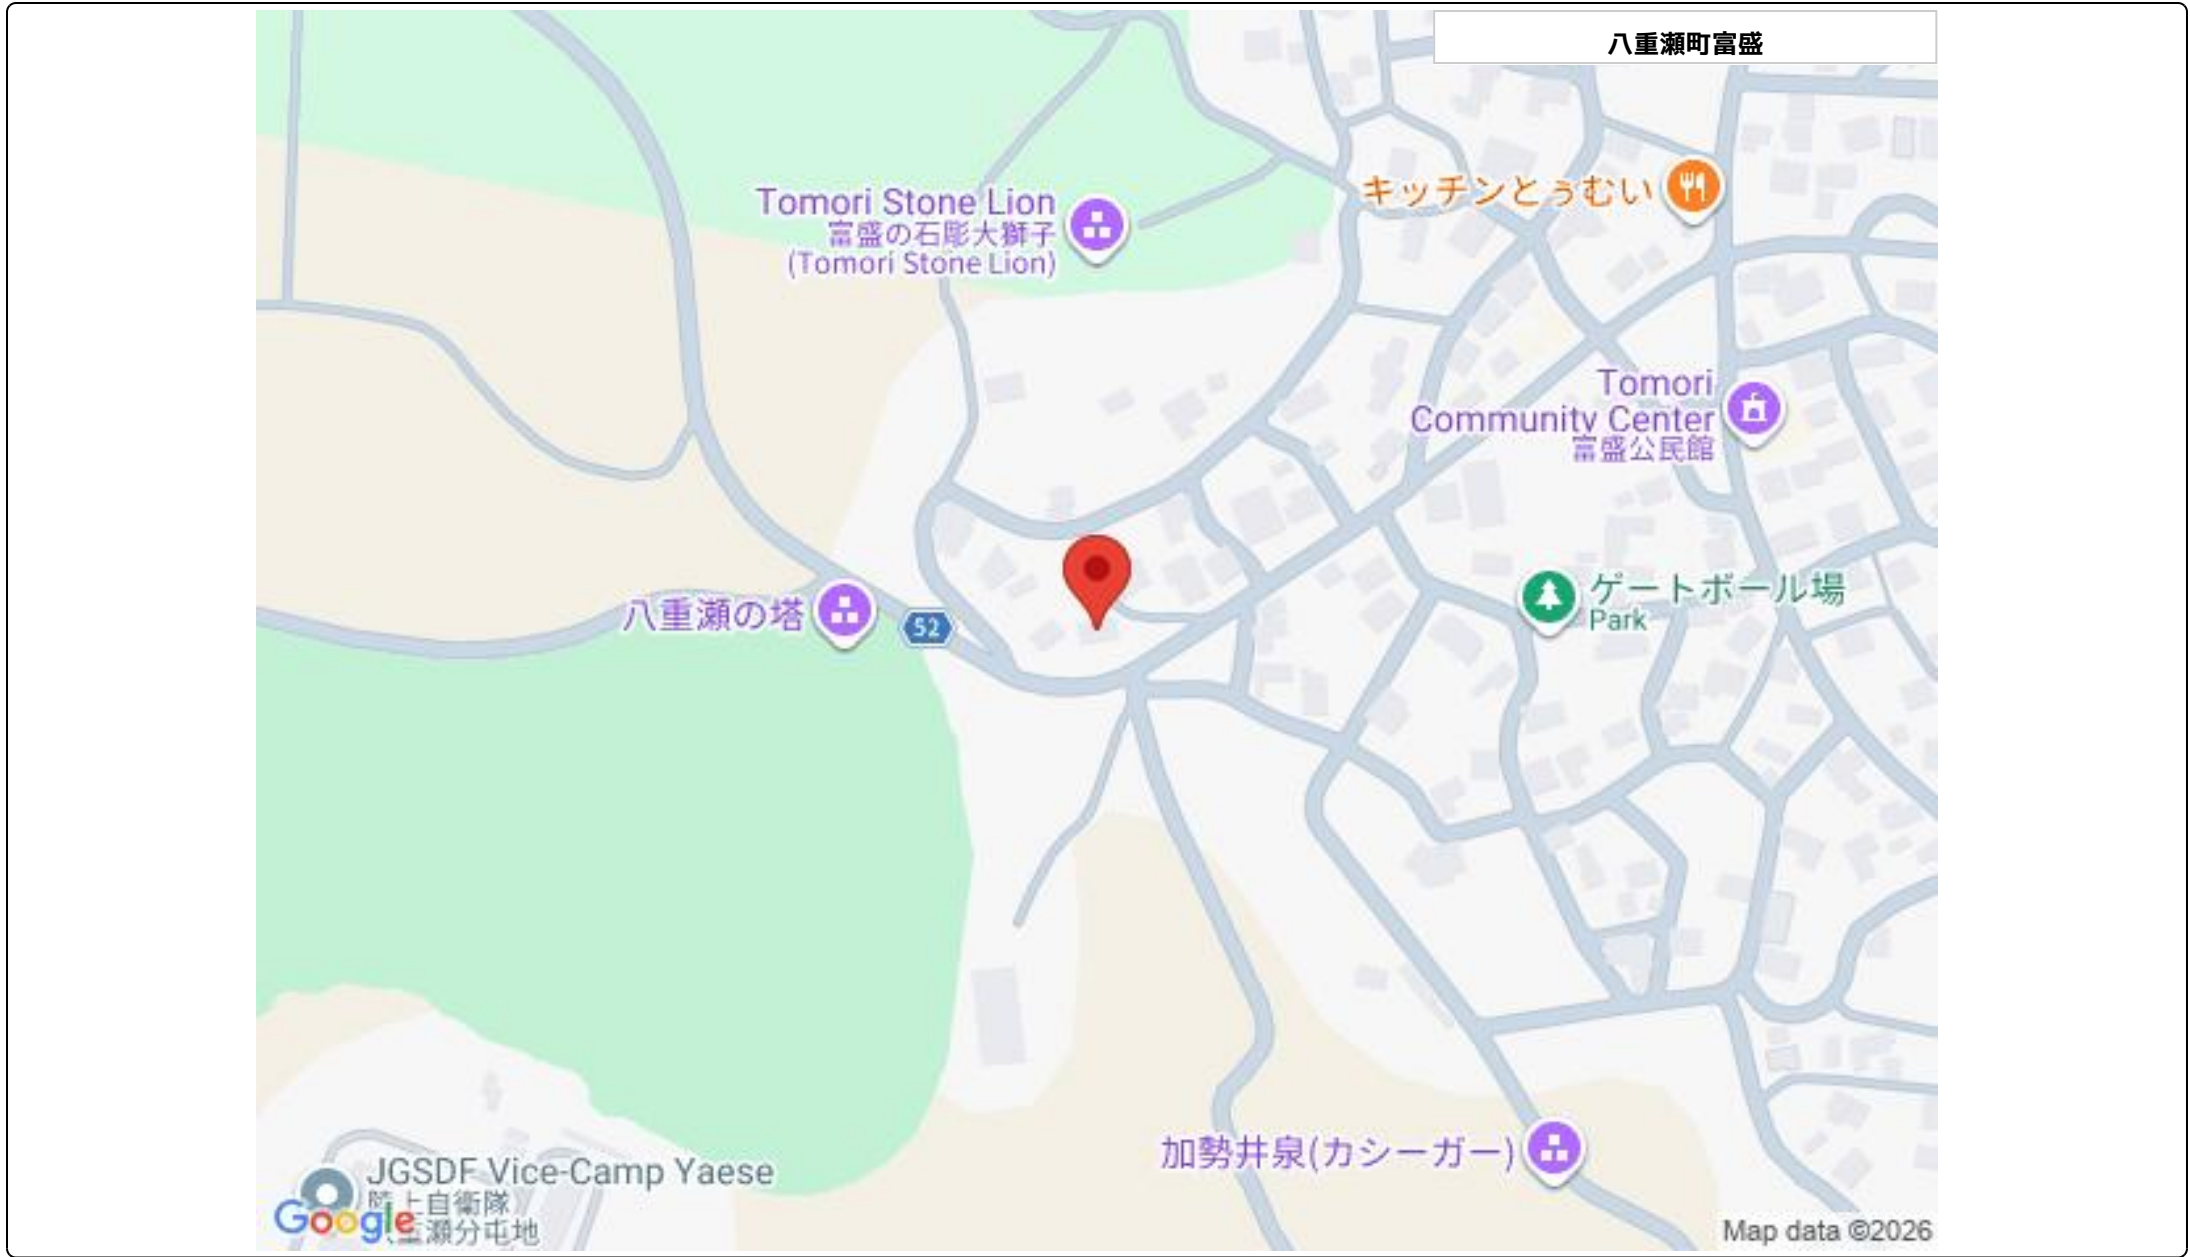 八重瀬町富盛
キッチンとぅむい
Tomori Stone Lion
富盛の石彫大獅子
(Tomori Stone Lion)
Tomori
Community Center
富盛公民館
ゲートボール場
Park
八重瀬の塔
52
加勢井泉(カシーガー)
JGSDF Vice-Camp Yaese
陸上自衛隊
重瀬分屯地
Google
Map data ©2026